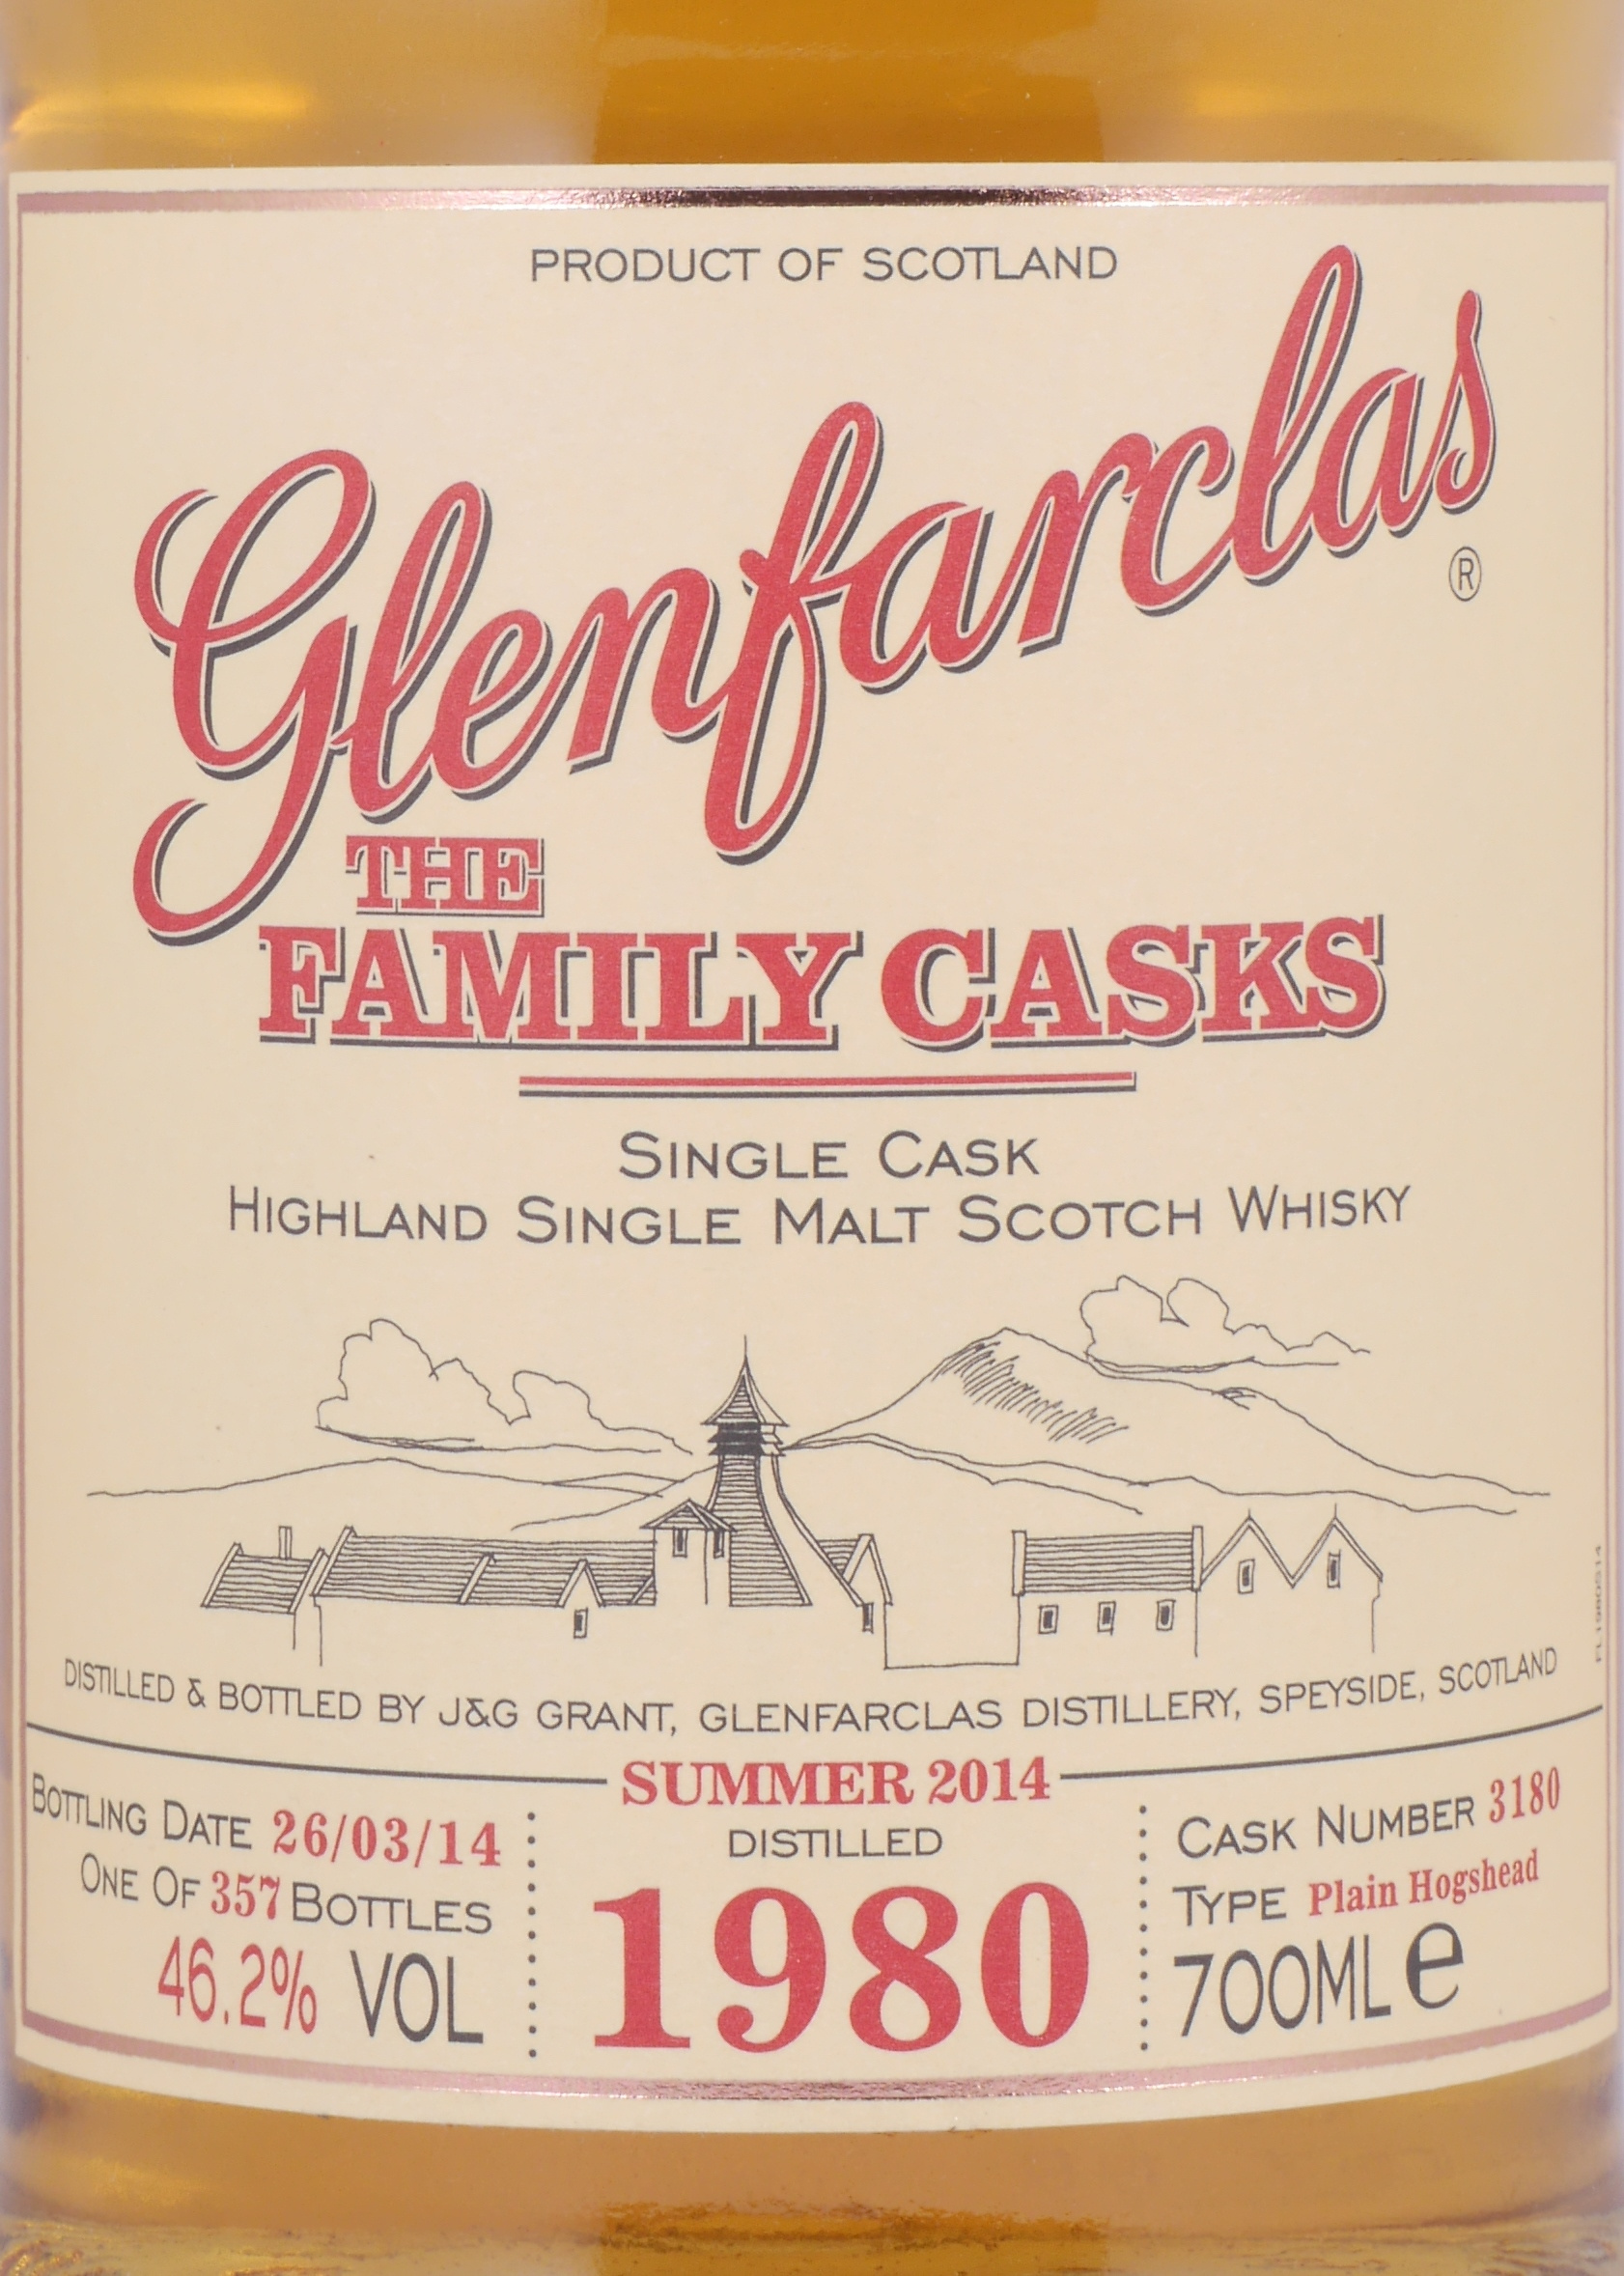 PRODUCT OF SCOTLAND
Glenfarclas
®
THE
FAMILY CASKS
SINGLE CASK
HIGHLAND SINGLE MALT SCOTCH WHISKY
DISTILLED & BOTTLED BY J&G GRANT, GLENFARCLAS DISTILLERY, SPEYSIDE, SCOTLAND
SUMMER 2014
BOTTLING DATE 26/03/14
ONE OF 357 BOTTLES
46.2% VOL
DISTILLED
1980
CASK NUMBER 3180
TYPE Plain Hogshead
700ML e